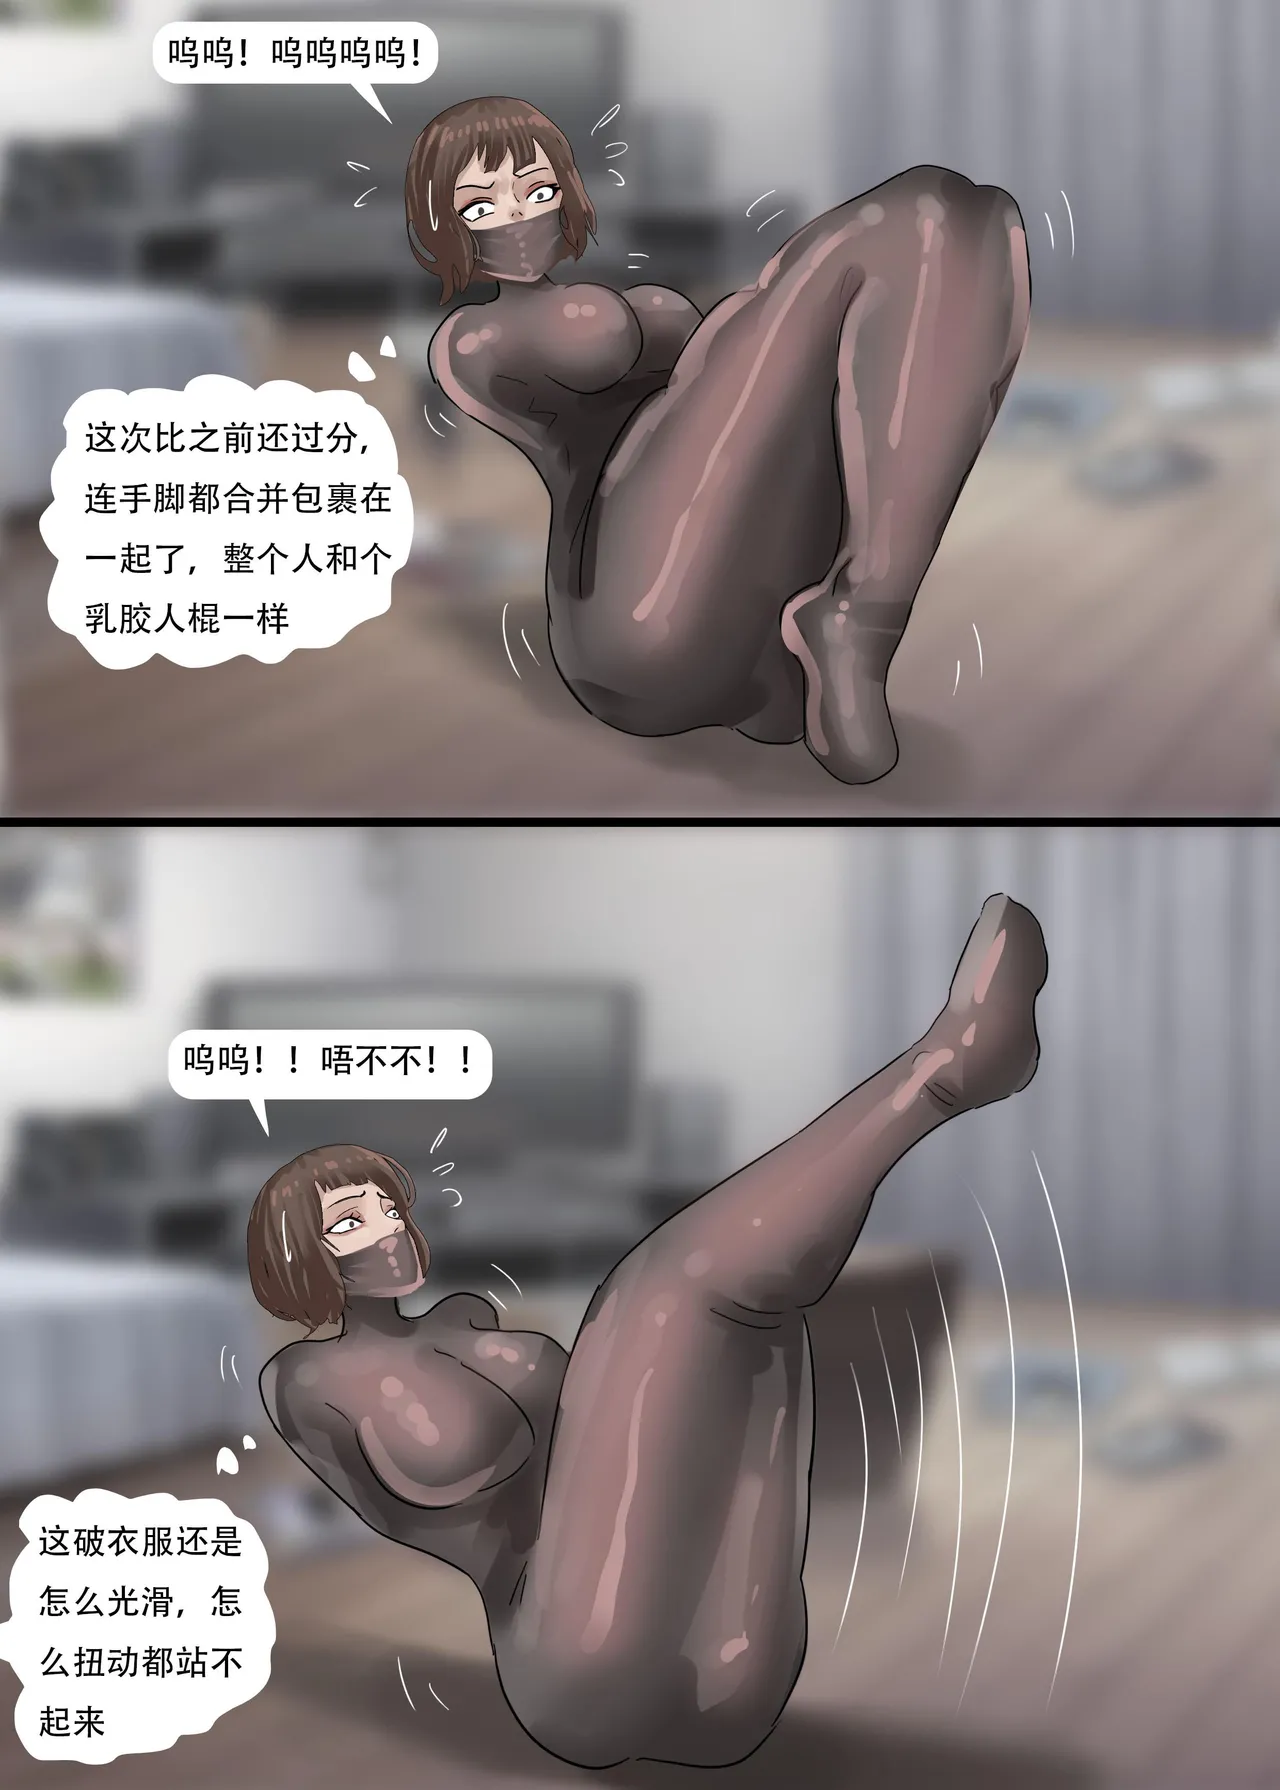 呜呜！呜呜呜呜！
这次比之前还过分，
连手脚都合并包裹在
一起了，整个人和个
乳胶人棍一样
呜呜！！唔不不！！
这破衣服还是
怎么光滑，怎
么扭动都站不
起来